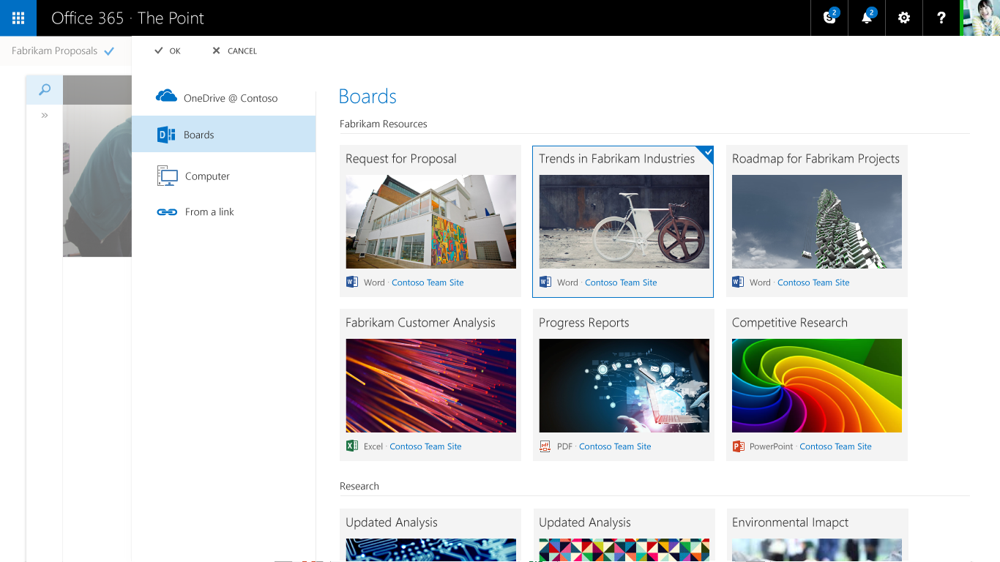 Office 365 · The Point
2
2
?
Fabrikam Proposals
OK
CANCEL
OneDrive @ Contoso
Boards
Computer
From a link
Boards
Fabrikam Resources
Request for Proposal
Trends in Fabrikam Industries
Roadmap for Fabrikam Projects
Word · Contoso Team Site
Word · Contoso Team Site
Word · Contoso Team Site
Fabrikam Customer Analysis
Progress Reports
Competitive Research
Excel · Contoso Team Site
PDF · Contoso Team Site
PowerPoint · Contoso Team Site
Research
Updated Analysis
Updated Analysis
Environmental Imapct